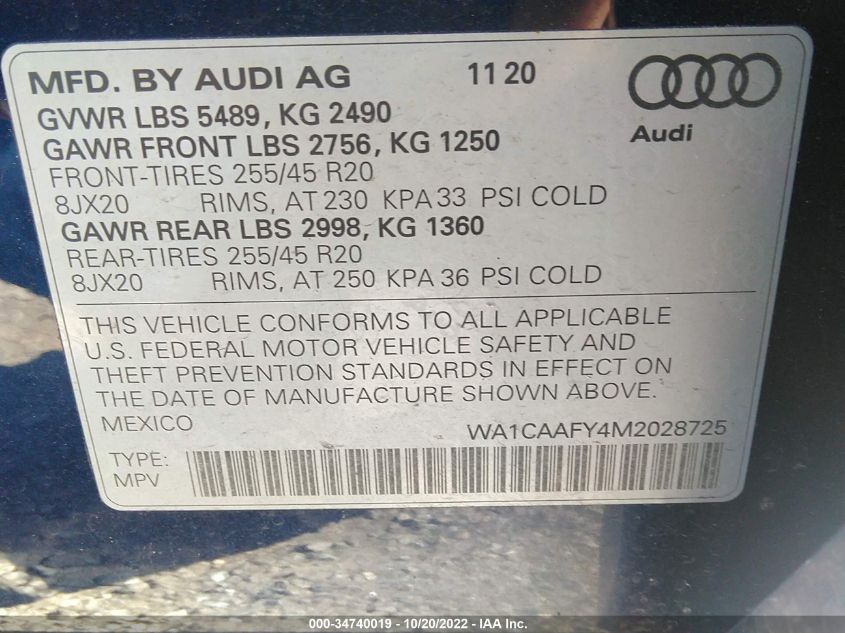 MFD. BY AUDI AG 11 20
GVWR LBS 5489, KG 2490
GAWR FRONT LBS 2756, KG 1250
Audi
FRONT-TIRES 255/45 R20
8JX20 RIMS, AT 230 KPA 33 PSI COLD
GAWR REAR LBS 2998, KG 1360
REAR-TIRES 255/45 R20
8JX20 RIMS, AT 250 KPA 36 PSI COLD
THIS VEHICLE CONFORMS TO ALL APPLICABLE
U.S. FEDERAL MOTOR VEHICLE SAFETY AND
THEFT PREVENTION STANDARDS IN EFFECT ON
THE DATE OF MANUFACTURE SHOWN ABOVE.
MEXICO WA1CAAFY4M2028725
TYPE:
MPV
000-34740019 - 10/20/2022 - IAA Inc.